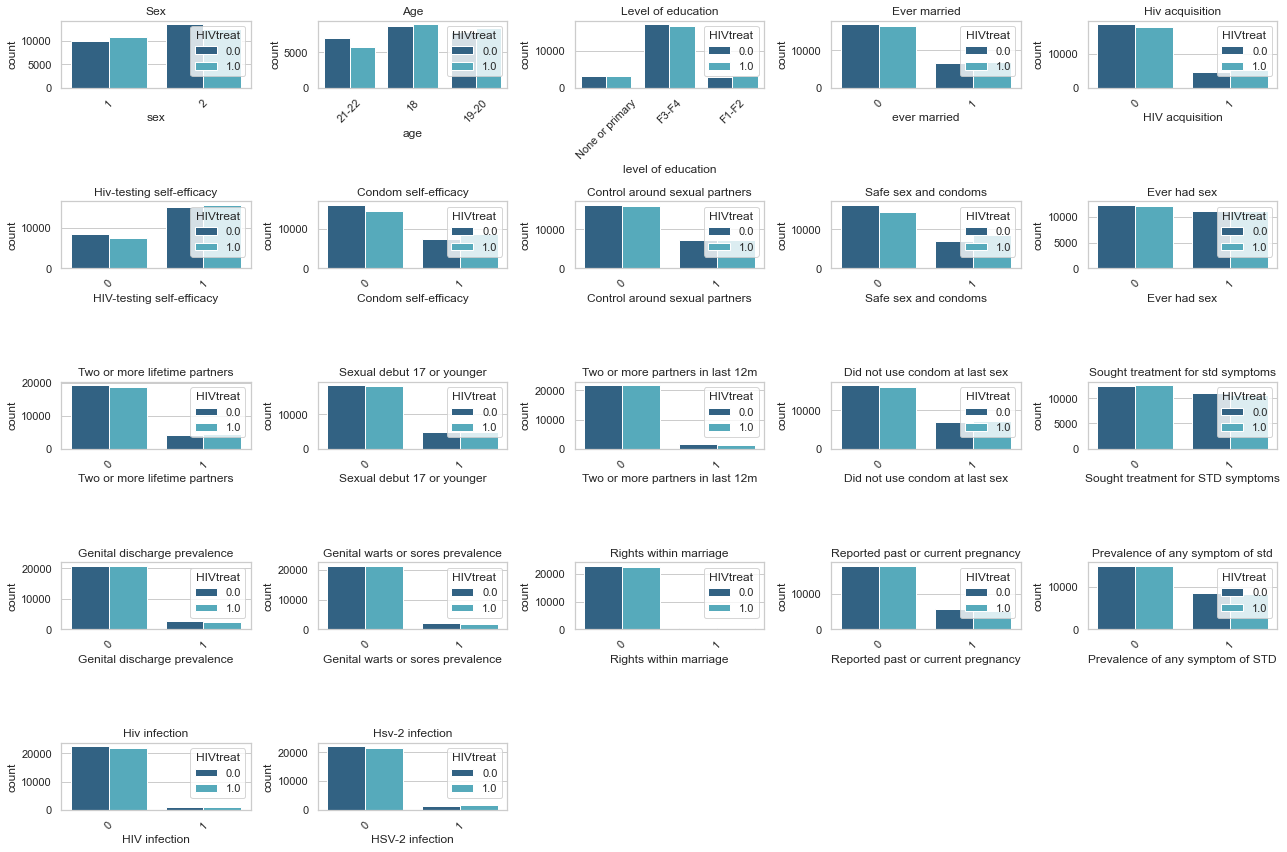 Sex
Age
Level of education
Ever married
Hiv acquisition
count
10000
5000
0
HIVtreat
0.0
1.0
1
2
sex
count
5000
0
HIVtreat
0.0
1.0
21-22
18
19-20
age
count
10000
0
HIVtreat
0.0
1.0
None or primary
F3-F4
F1-F2
level of education
count
10000
0
HIVtreat
0.0
1.0
0
1
ever married
count
10000
0
HIVtreat
0.0
1.0
0
1
HIV acquisition
Hiv-testing self-efficacy
Condom self-efficacy
Control around sexual partners
Safe sex and condoms
Ever had sex
count
10000
0
HIVtreat
0.0
1.0
0
1
HIV-testing self-efficacy
count
10000
0
HIVtreat
0.0
1.0
0
1
Condom self-efficacy
count
10000
0
HIVtreat
0.0
1.0
0
1
Control around sexual partners
count
10000
0
HIVtreat
0.0
1.0
0
1
Safe sex and condoms
count
10000
5000
0
HIVtreat
0.0
1.0
0
1
Ever had sex
Two or more lifetime partners
Sexual debut 17 or younger
Two or more partners in last 12m
Did not use condom at last sex
Sought treatment for std symptoms
count
20000
10000
0
HIVtreat
0.0
1.0
0
1
Two or more lifetime partners
count
10000
0
HIVtreat
0.0
1.0
0
1
Sexual debut 17 or younger
count
20000
10000
0
HIVtreat
0.0
1.0
0
1
Two or more partners in last 12m
count
10000
0
HIVtreat
0.0
1.0
0
1
Did not use condom at last sex
count
10000
5000
0
HIVtreat
0.0
1.0
0
1
Sought treatment for STD symptoms
Genital discharge prevalence
Genital warts or sores prevalence
Rights within marriage
Reported past or current pregnancy
Prevalence of any symptom of std
count
20000
10000
0
HIVtreat
0.0
1.0
0
1
Genital discharge prevalence
count
20000
10000
0
HIVtreat
0.0
1.0
0
1
Genital warts or sores prevalence
count
20000
10000
0
HIVtreat
0.0
1.0
0
1
Rights within marriage
count
10000
0
HIVtreat
0.0
1.0
0
1
Reported past or current pregnancy
count
10000
0
HIVtreat
0.0
1.0
0
1
Prevalence of any symptom of STD
Hiv infection
Hsv-2 infection
count
20000
10000
0
HIVtreat
0.0
1.0
0
1
HIV infection
count
20000
10000
0
HIVtreat
0.0
1.0
0
1
HSV-2 infection